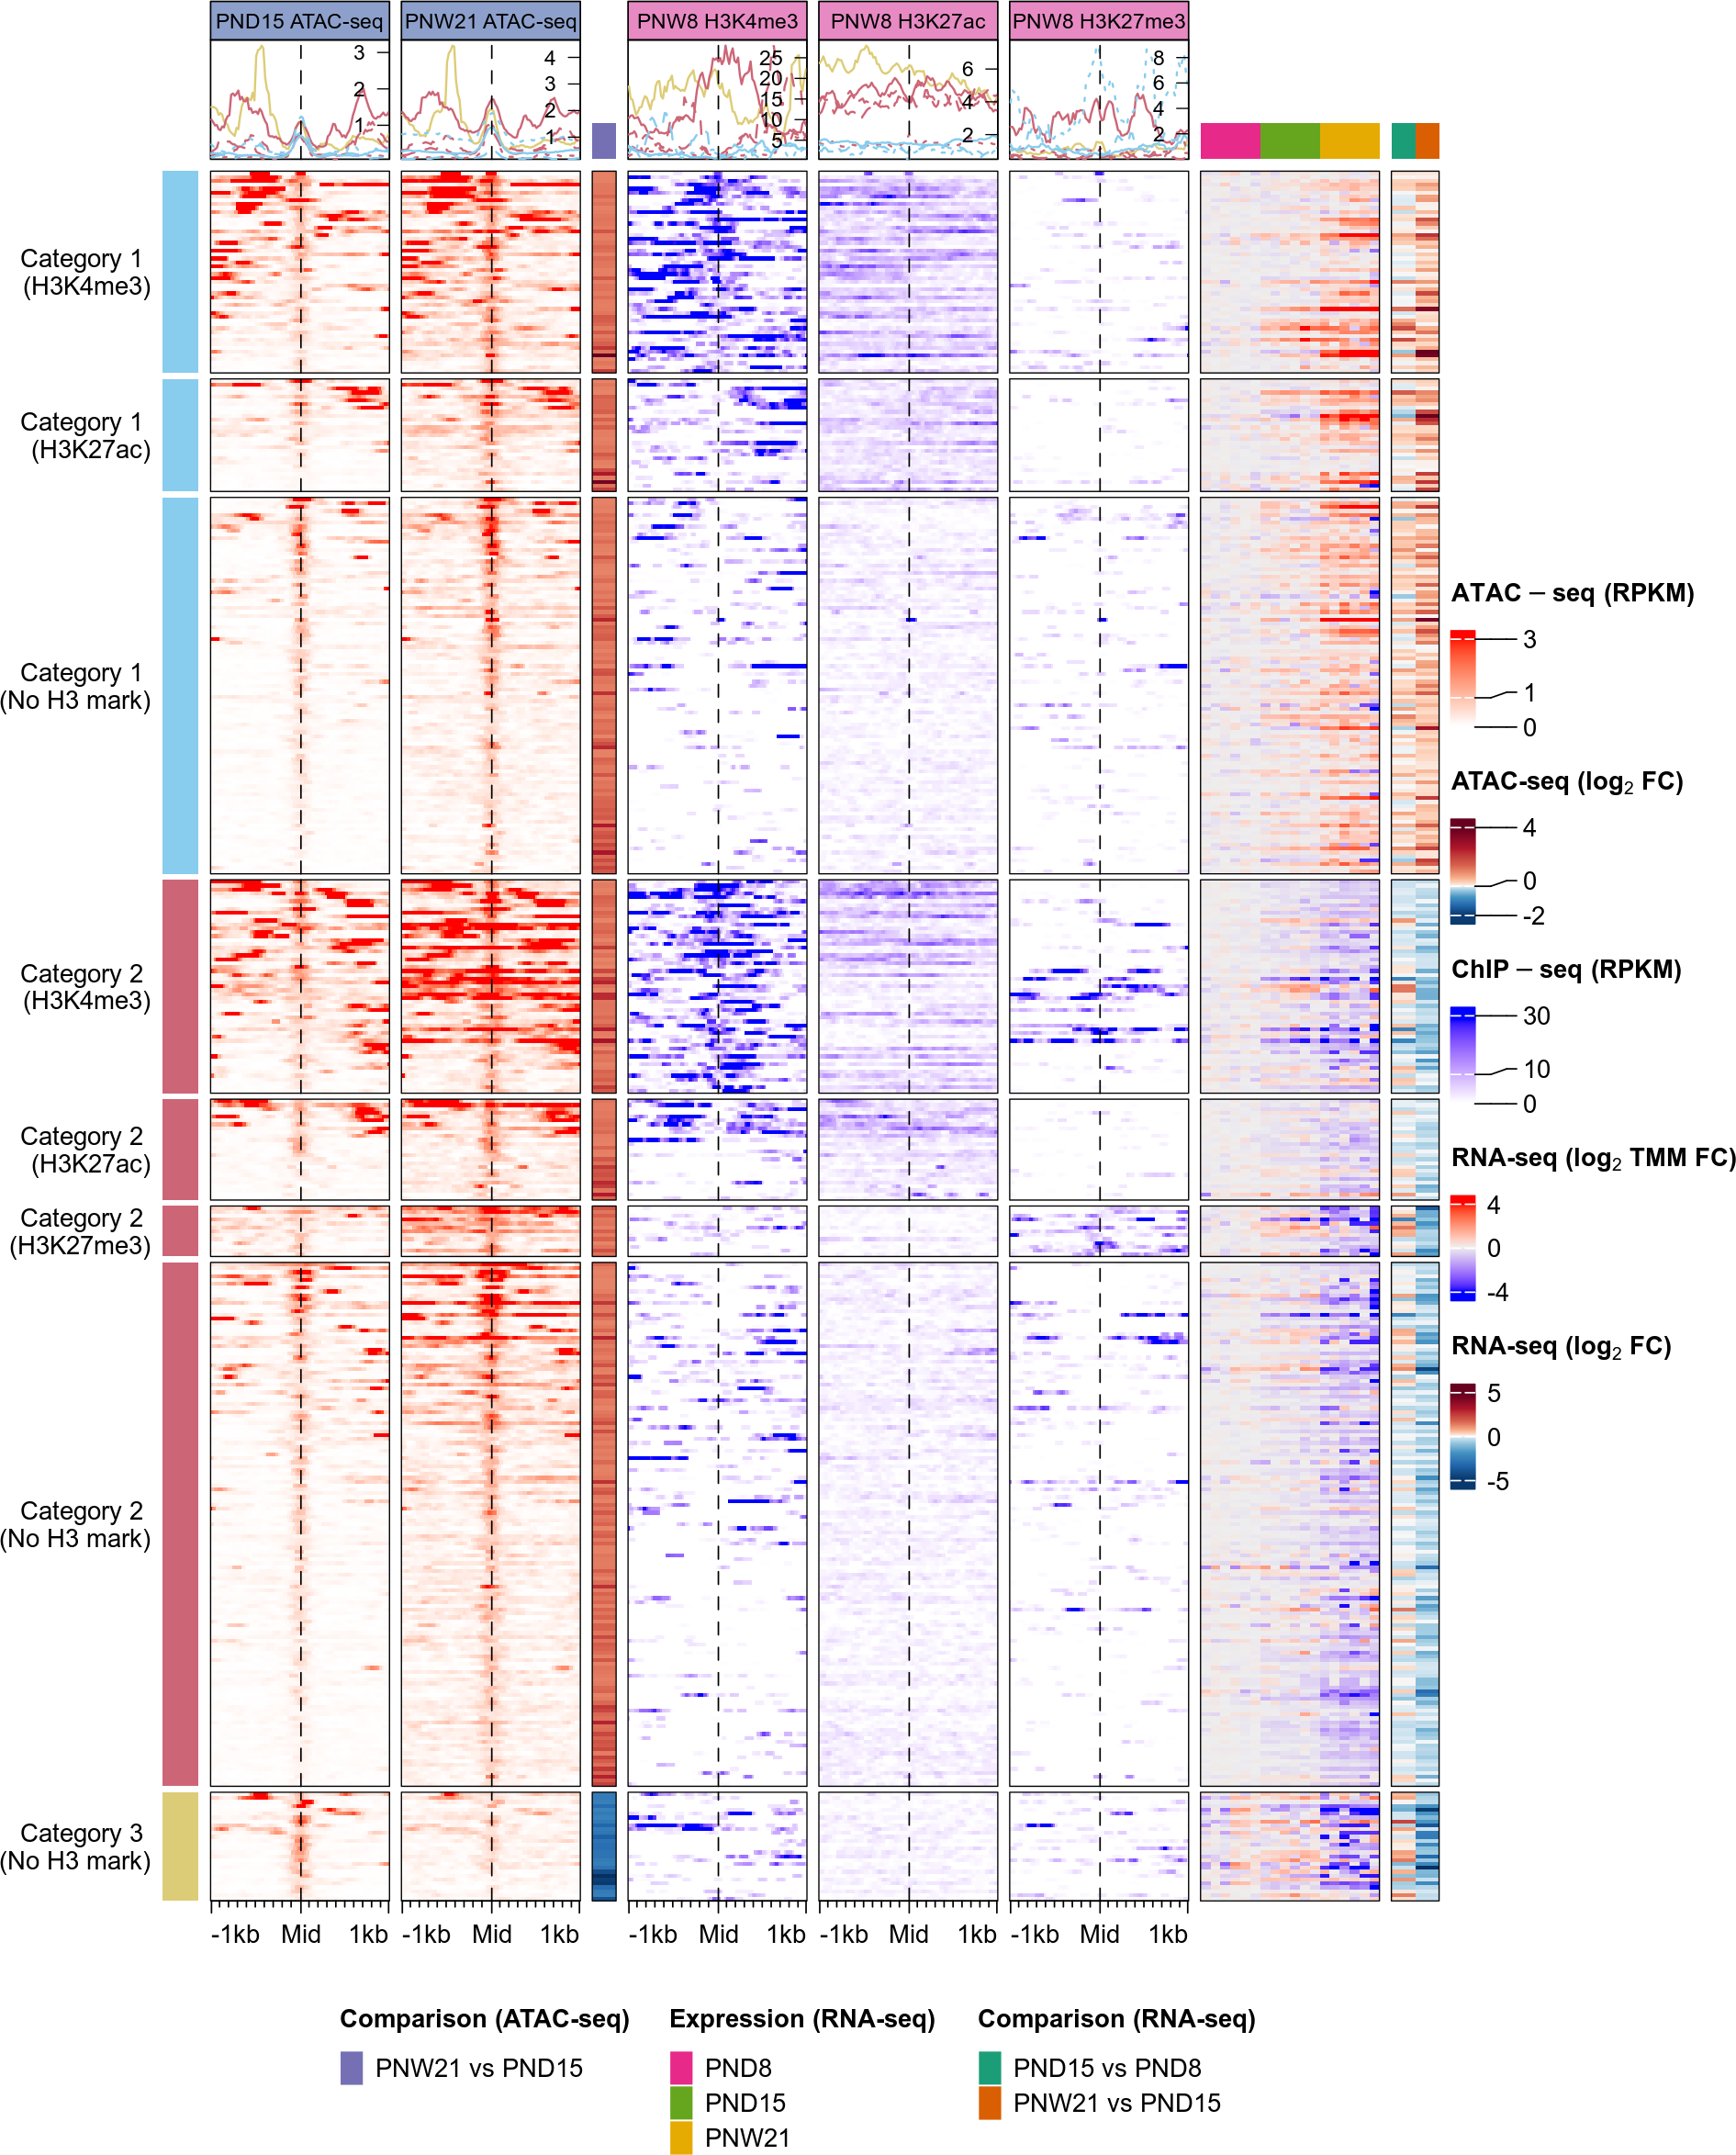 PND15 ATAC-seq
PNW21 ATAC-seq
PNW8 H3K4me3
PNW8 H3K27ac
PNW8 H3K27me3
3
2
1
4
3
2
1
25
20
15
10
5
6
4
2
8
6
4
2
Category 1
(H3K4me3)
Category 1
(H3K27ac)
Category 1
(No H3 mark)
Category 2
(H3K4me3)
Category 2
(H3K27ac)
Category 2
(H3K27me3)
Category 2
(No H3 mark)
Category 3
(No H3 mark)
-1kb Mid 1kb
-1kb Mid 1kb
-1kb Mid 1kb
-1kb Mid 1kb
-1kb Mid 1kb
ATAC – seq (RPKM)
3
1
0
ATAC-seq (log₂ FC)
4
0
-2
ChIP – seq (RPKM)
30
10
0
RNA-seq (log₂ TMM FC)
4
0
-4
RNA-seq (log₂ FC)
5
0
-5
Comparison (ATAC-seq)
PNW21 vs PND15
Expression (RNA-seq)
PND8
PND15
PNW21
Comparison (RNA-seq)
PND15 vs PND8
PNW21 vs PND15